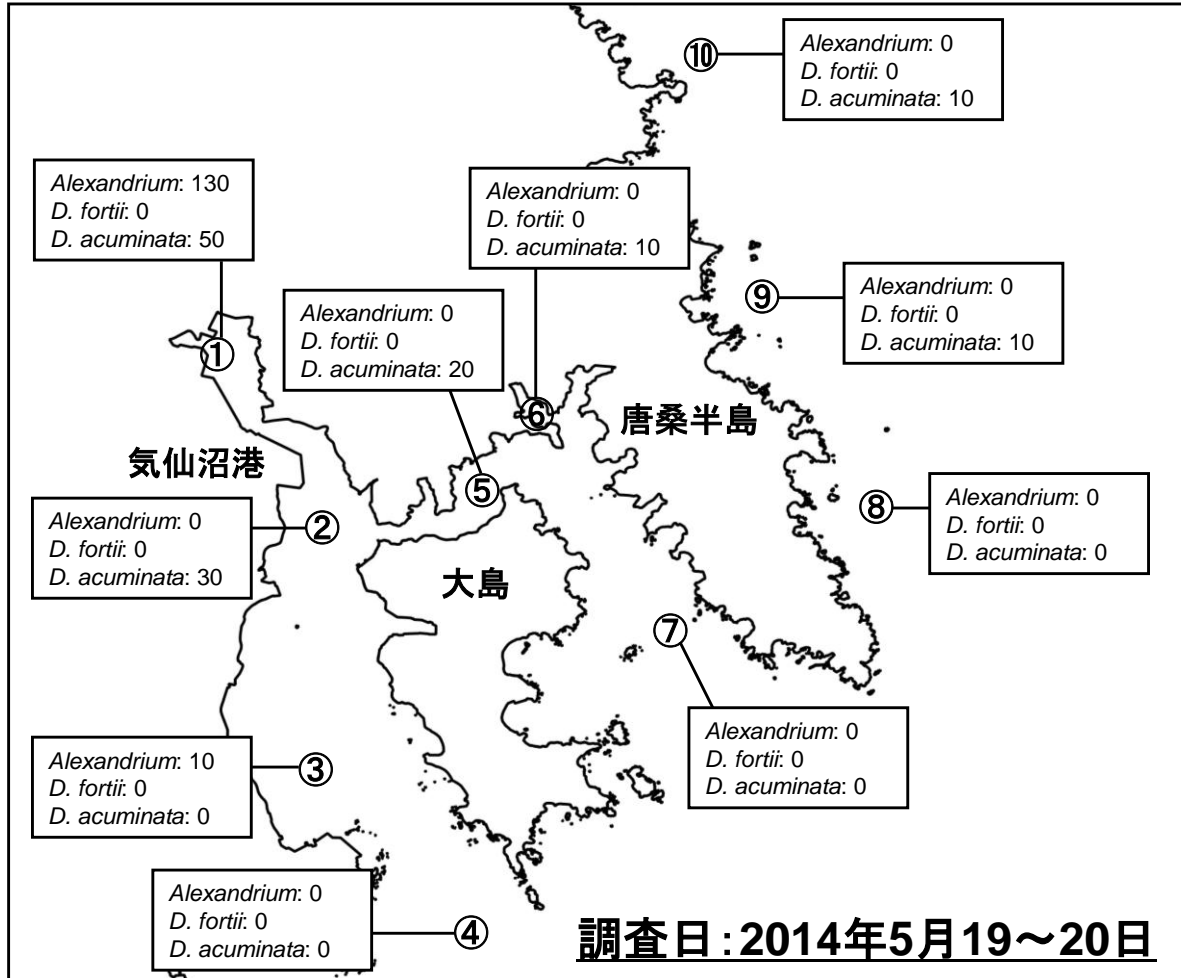 ⑩
Alexandrium: 0
D. fortii: 0
D. acuminata: 10
Alexandrium: 130
D. fortii: 0
D. acuminata: 50
①
Alexandrium: 0
D. fortii: 0
D. acuminata: 10
⑥
Alexandrium: 0
D. fortii: 0
D. acuminata: 20
⑤
⑨
Alexandrium: 0
D. fortii: 0
D. acuminata: 10
唐桑半島
気仙沼港
Alexandrium: 0
D. fortii: 0
D. acuminata: 30
②
大島
⑧
Alexandrium: 0
D. fortii: 0
D. acuminata: 0
⑦
Alexandrium: 0
D. fortii: 0
D. acuminata: 0
Alexandrium: 10
D. fortii: 0
D. acuminata: 0
③
Alexandrium: 0
D. fortii: 0
D. acuminata: 0
④
調査日:2014年5月19~20日